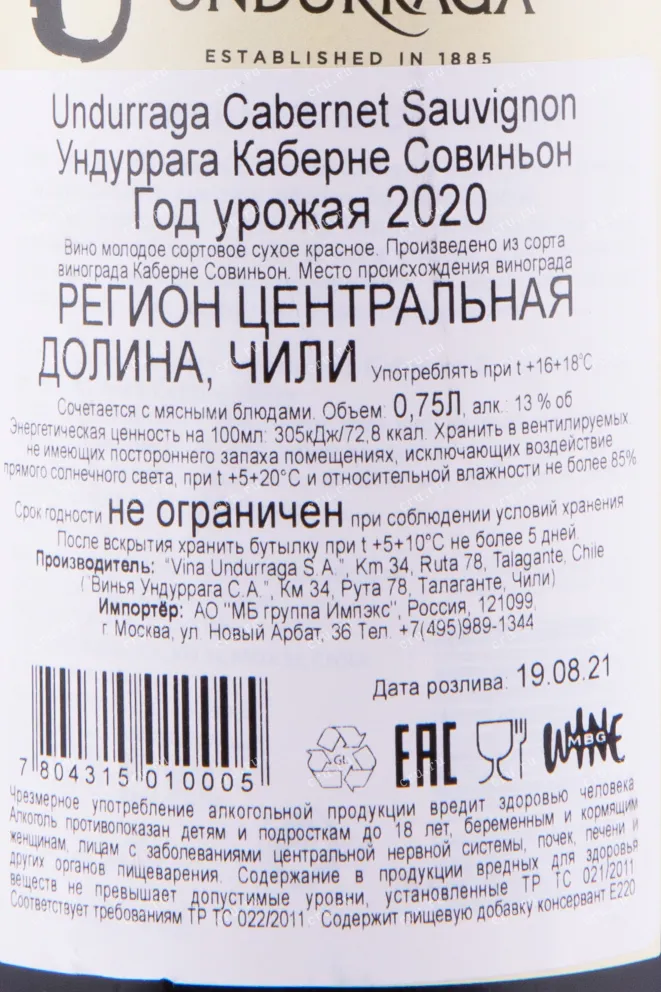 UNDURRAGA
ESTABLISHED IN 1885
Undurraga Cabernet Sauvignon
Ундуррага Каберне Совиньон
Год урожая 2020
Вино молодое сортовое сухое красное. Произведено из сорта
винограда Каберне Совиньон. Место происхождения винограда
РЕГИОН ЦЕНТРАЛЬНАЯ
ДОЛИНА, ЧИЛИ Употреблять при t +16+18°C
Сочетается с мясными блюдами. Объем: 0,75Л, алк.: 13 % об
Энергетическая ценность на 100мл: 305кДж/72,8 ккал. Хранить в вентилируемых
не имеющих постороннего запаха помещениях, исключающих воздействие
прямого солнечного света, при t +5+20°C и относительной влажности не более 85%
Срок годности не ограничен при соблюдении условий хранения
После вскрытия хранить бутылку при t +5+10°C не более 5 дней.
Производитель: "Vina Undurraga S.A.", Km 34, Ruta 78, Talagante, Chile
("Винья Ундуррага С.А.", Км 34, Рута 78, Талаганте, Чили)
Импортёр: АО "МБ группа Импэкс", Россия, 121099,
г. Москва, ул. Новый Арбат, 36 Тел. +7(495)989-1344
Дата розлива: 19.08.21
7 804315 010005
GL
EAC
WINE
MBG
Чрезмерное употребление алкогольной продукции вредит здоровью человека
Алкоголь противопоказан детям и подросткам до 18 лет, беременным и кормящим
женщинам, лицам с заболеваниями центральной нервной системы, почек, печени и
других органов пищеварения. Содержание в продукции вредных для здоровья
веществ не превышает допустимые уровни, установленные ТР ТС 021/2011
Соответствует требованиям ТР ТС 022/2011. Содержит пищевую добавку консервант Е220